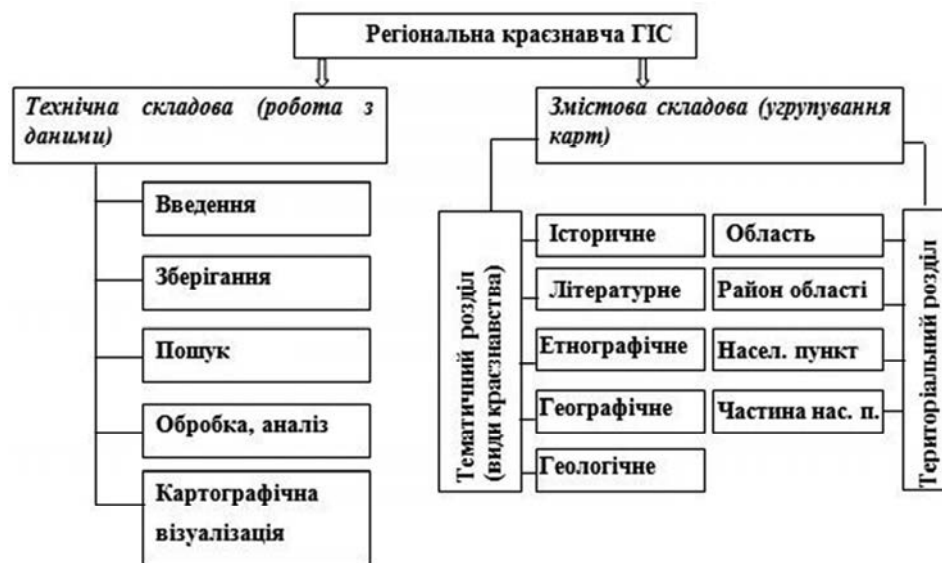 Регіональна краєзнавча ГІС
Технічна складова (робота з
даними)
Змістова складова (угрупування
карт)
Введення
Зберігання
Пошук
Обробка, аналіз
Картографічна
візуалізація
Тематичний розділ
(види краєзнавства)
Історичне
Літературне
Етнографічне
Географічне
Геологічне
Область
Район області
Насел. пункт
Частина нас. п.
Територіальний розділ